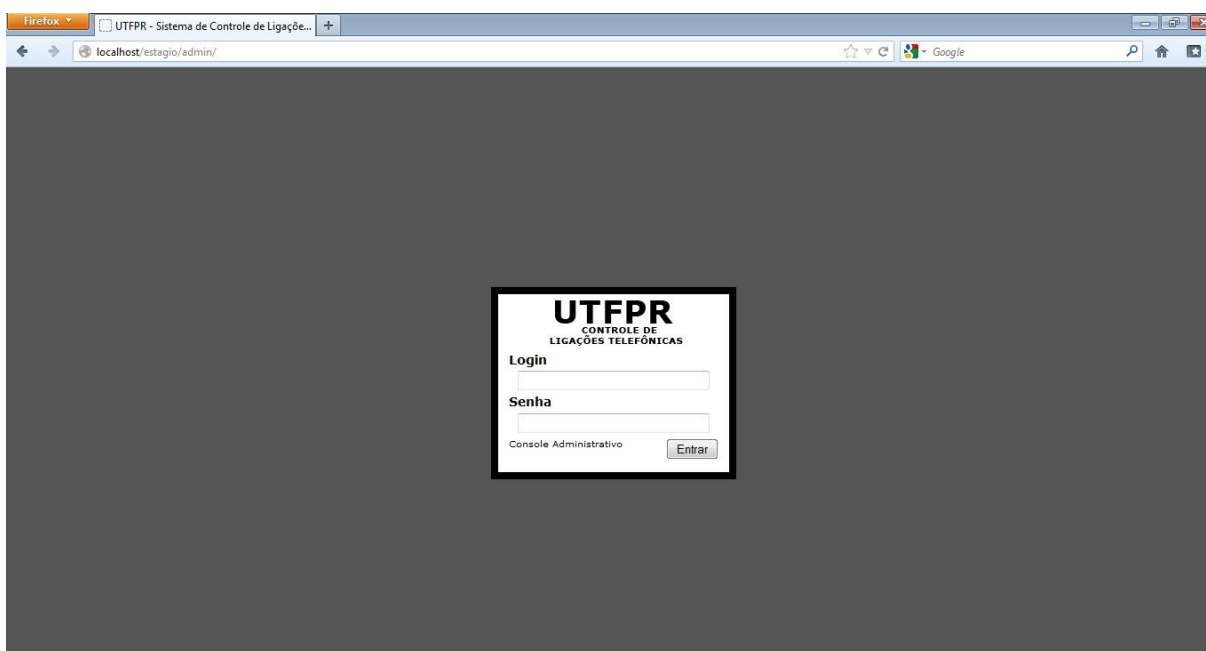 Firefox
UTFPR - Sistema de Controle de Ligaçõe...
localhost/estagio/admin/
Google
UTFPR
CONTROLE DE
LIGAÇÕES TELEFÔNICAS
Login
Senha
Console Administrativo
Entrar